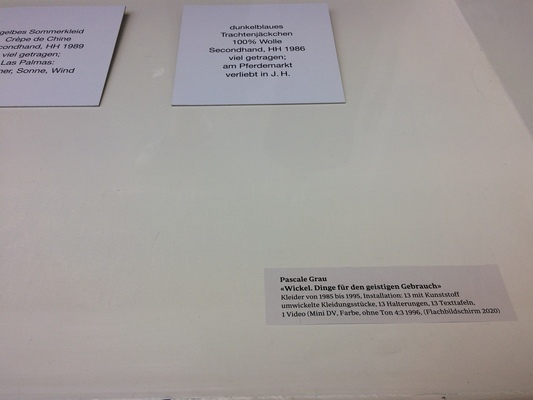 gelbes Sommerkleid
Crêpe de Chine
condhand, HH 1989
viel getragen;
Las Palmas:
Sonne, Wind
dunkelblaues
Trachtenjäckchen
100% Wolle
Secondhand, HH 1986
viel getragen;
am Pferdemarkt
verliebt in J. H.
Pascale Grau
«Wickel. Dinge für den geistigen Gebrauch»
Kleider von 1985 bis 1995, Installation: 13 mit Kunststoff
umwickelte Kleidungsstücke, 13 Halterungen, 13 Texttafeln,
1 Video (Mini DV, Farbe, ohne Ton 4:3 1996, (Flachbildschirm 2020)